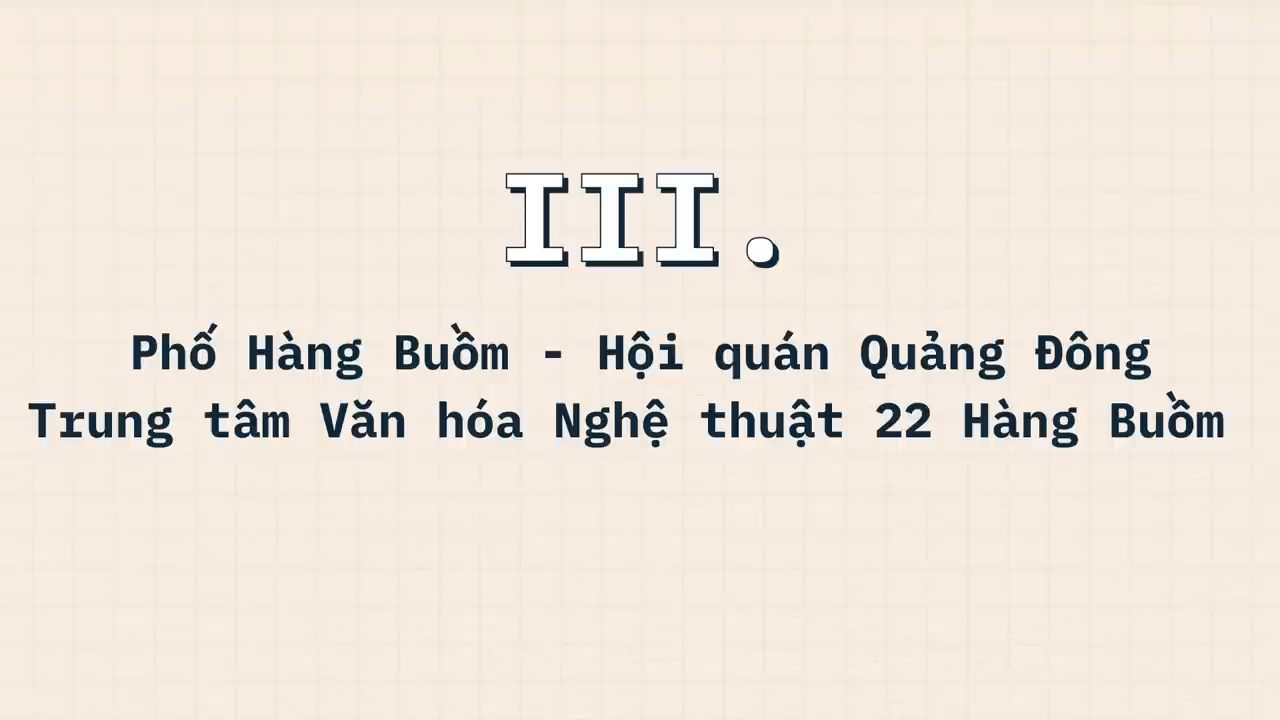 III.
Phố Hàng Buồm - Hội quán Quảng Đông
Trung tâm Văn hóa Nghệ thuật 22 Hàng Buồm